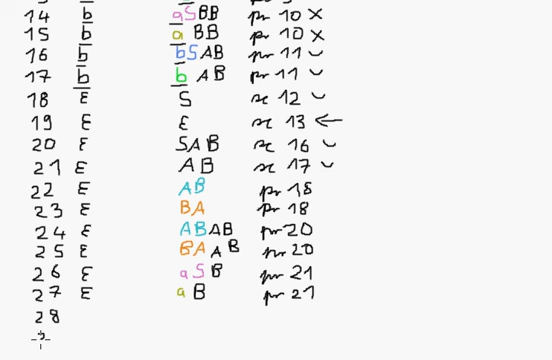 14 b aSBB pr 10 ×
15 b aBB pr 10 ×
16 b bSAB pr 11 ✓
17 b bAB pr 11 ✓
18 ε S sc 12 ✓
19 ε ε sc 13 ←
20 ε SAB sc 16 ✓
21 ε AB sc 17 ✓
22 ε AB pr 18
23 ε BA pr 18
24 ε ABAB pr 20
25 ε BAAB pr 20
26 ε aSB pr 21
27 ε aB pr 21
28